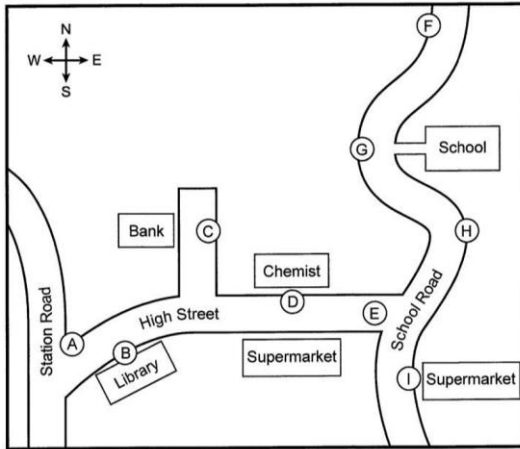 F
N
W E
S
G
School
Bank
C
H
Chemist
D
E
High Street
School Road
Station Road
A
B
Library
Supermarket
I
Supermarket